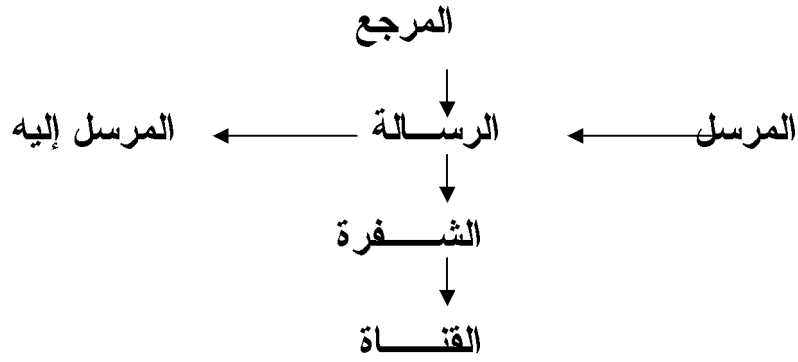 المرجع
المرسل الرسالة المرسل إليه
الشفرة
القناة